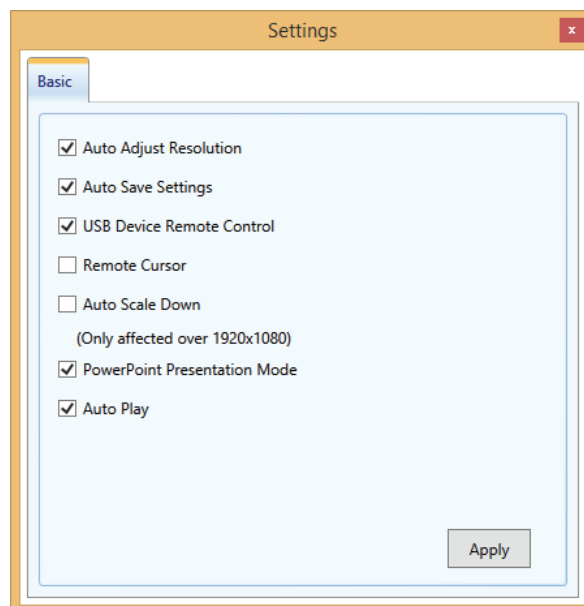 Settings
x
Basic
Auto Adjust Resolution
Auto Save Settings
USB Device Remote Control
Remote Cursor
Auto Scale Down
(Only affected over 1920x1080)
PowerPoint Presentation Mode
Auto Play
Apply